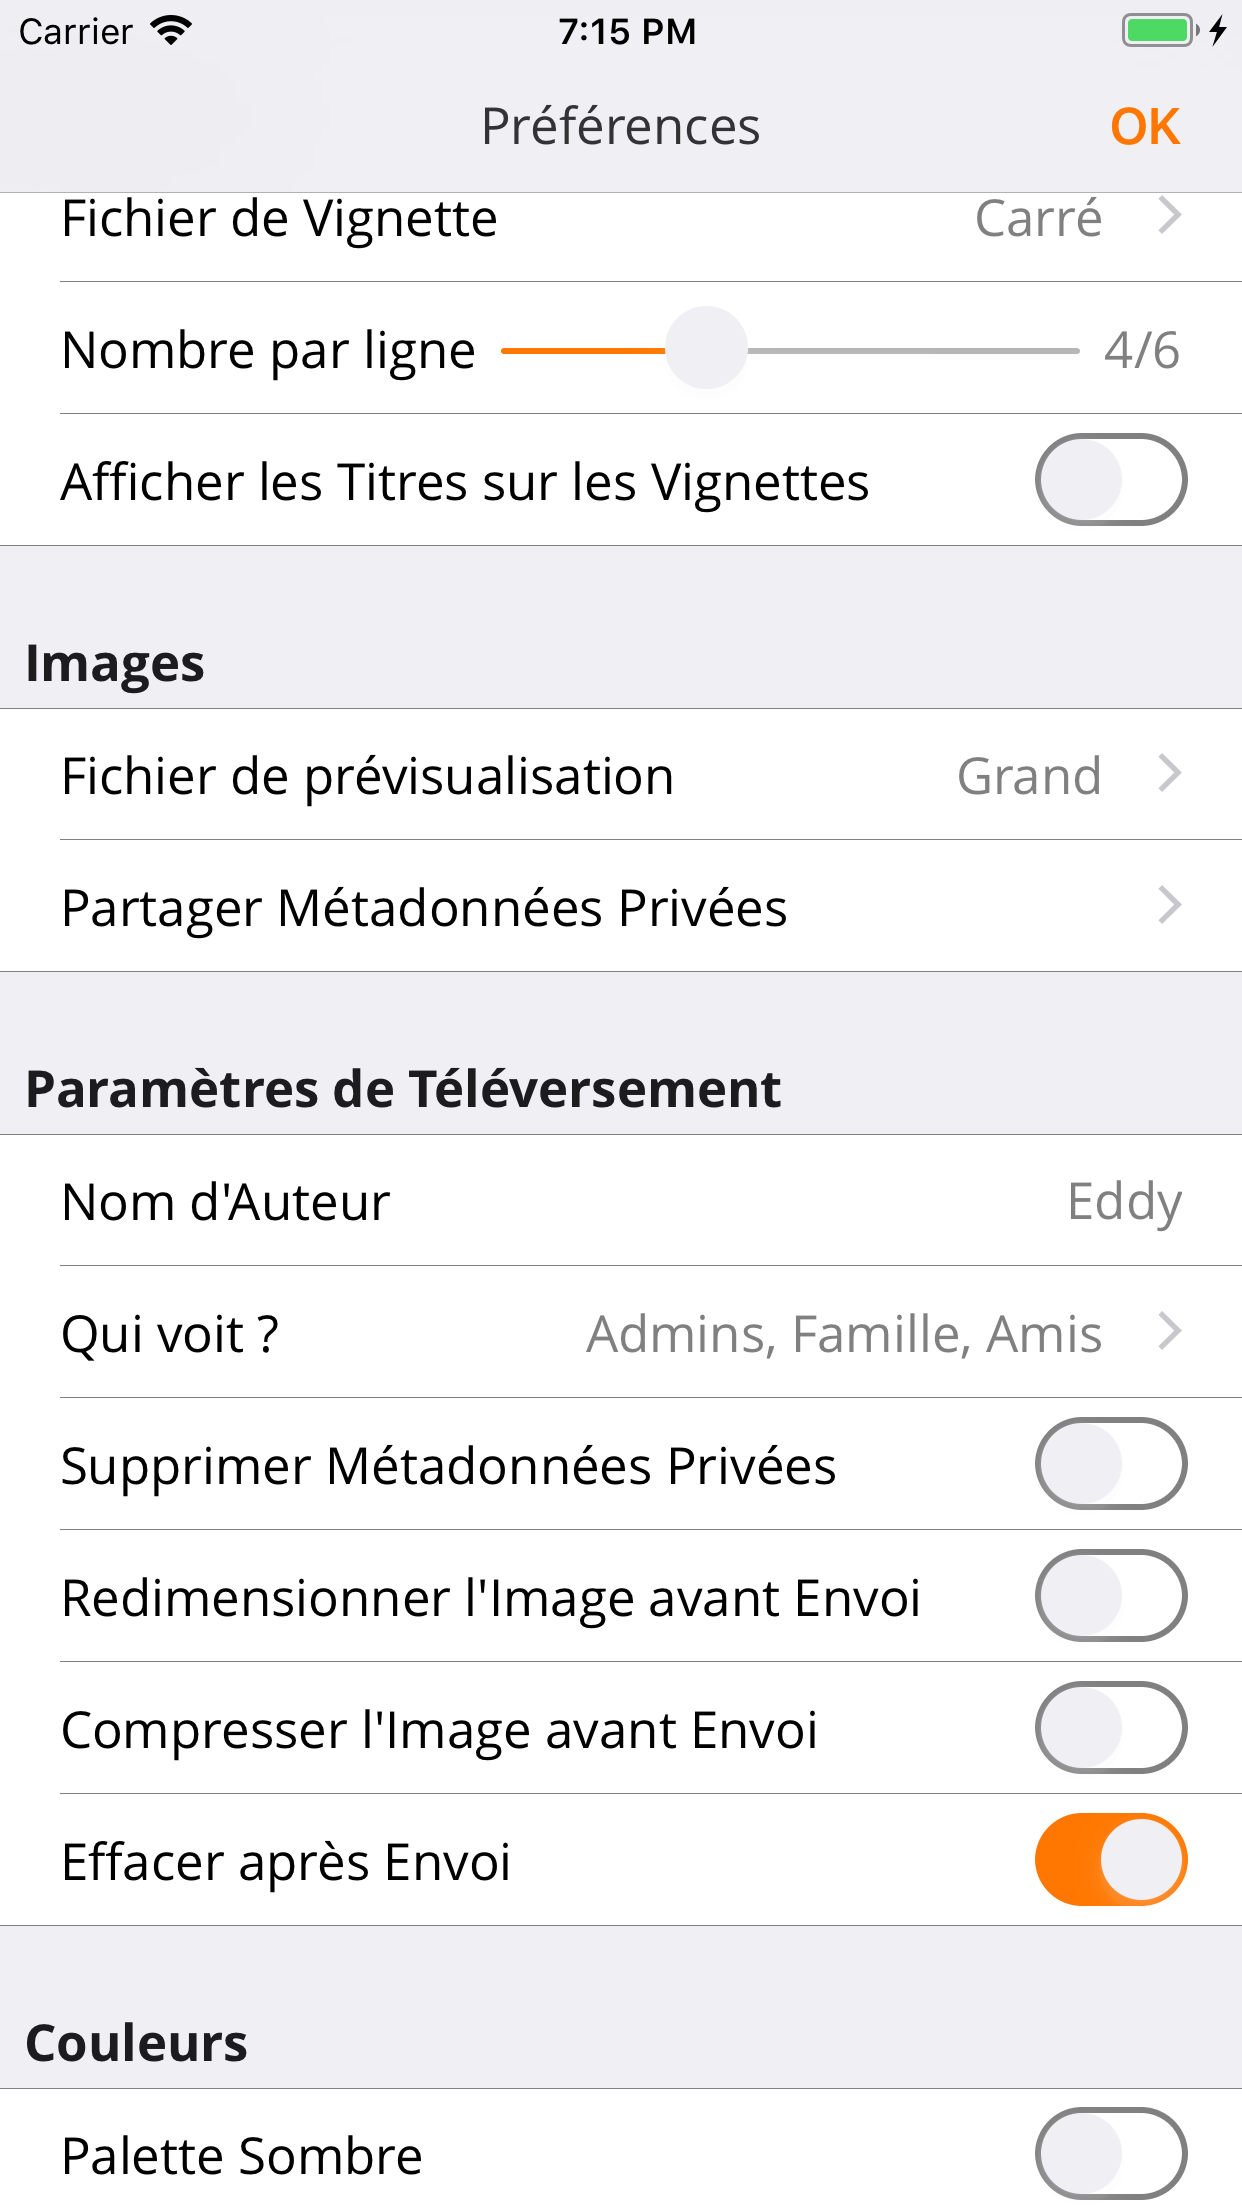 Carrier 7:15 PM
Préférences OK
Fichier de Vignette Carré
Nombre par ligne 4/6
Afficher les Titres sur les Vignettes
Images
Fichier de prévisualisation Grand
Partager Métadonnées Privées
Paramètres de Téléversement
Nom d'Auteur Eddy
Qui voit ? Admins, Famille, Amis
Supprimer Métadonnées Privées
Redimensionner l'Image avant Envoi
Compresser l'Image avant Envoi
Effacer après Envoi
Couleurs
Palette Sombre